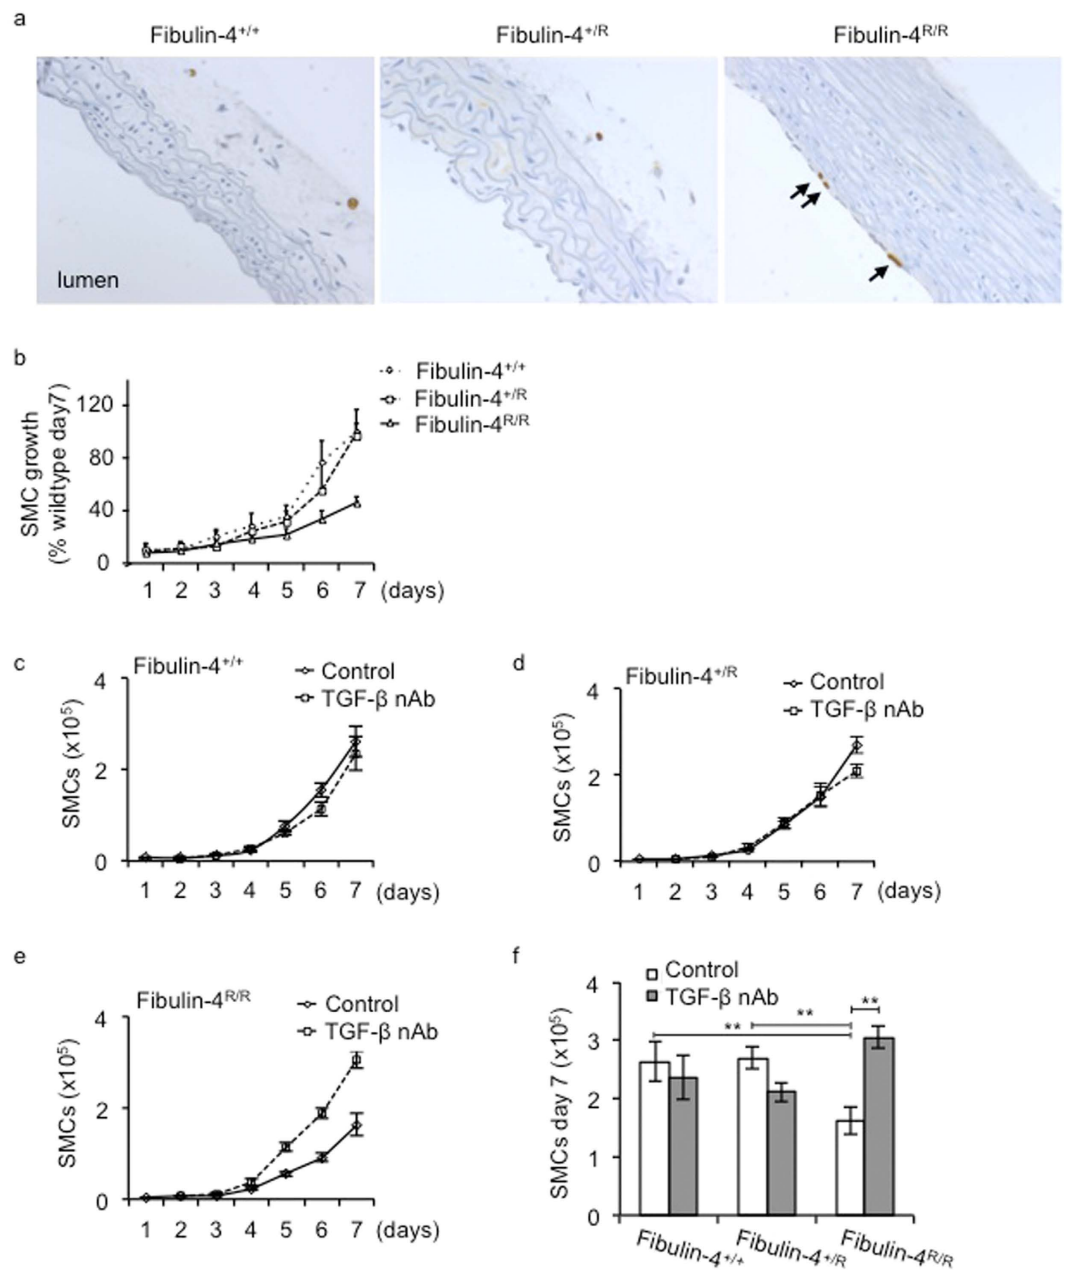 a
Fibulin-4+/+ Fibulin-4+/R Fibulin-4R/R
lumen
b
Fibulin-4+/+
Fibulin-4+/R
Fibulin-4R/R
SMC growth
(% wildtype day7)
120
80
40
0
1 2 3 4 5 6 7 (days)
c
Fibulin-4+/+
Control
TGF-β nAb
SMCs (x10⁵)
4
2
0
1 2 3 4 5 6 7 (days)
d
Fibulin-4+/R
Control
TGF-β nAb
SMCs (x10⁵)
4
2
0
1 2 3 4 5 6 7 (days)
e
Fibulin-4R/R
Control
TGF-β nAb
SMCs (x10⁵)
4
2
0
1 2 3 4 5 6 7 (days)
f
Control
TGF-β nAb
SMCs day 7 (x10⁵)
4
3
2
1
0
** ** **
Fibulin-4+/+ Fibulin-4+/R Fibulin-4R/R